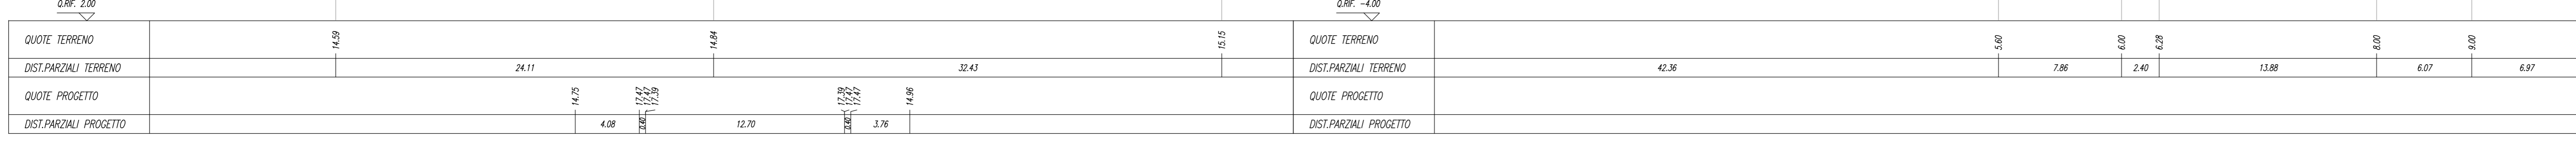 Q.RIF. 2.00
QUOTE TERRENO 14.59 14.84 15.15
DIST.PARZIALI TERRENO 24.11 32.43
QUOTE PROGETTO 14.75 17.47 17.47 17.39 17.39 17.47 17.47 14.96
DIST.PARZIALI PROGETTO 4.08 0.40 12.70 0.40 3.76
Q.RIF. -4.00
QUOTE TERRENO 5.60 6.00 6.28 8.00 9.00
DIST.PARZIALI TERRENO 42.36 7.86 2.40 13.88 6.07 6.97
QUOTE PROGETTO
DIST.PARZIALI PROGETTO